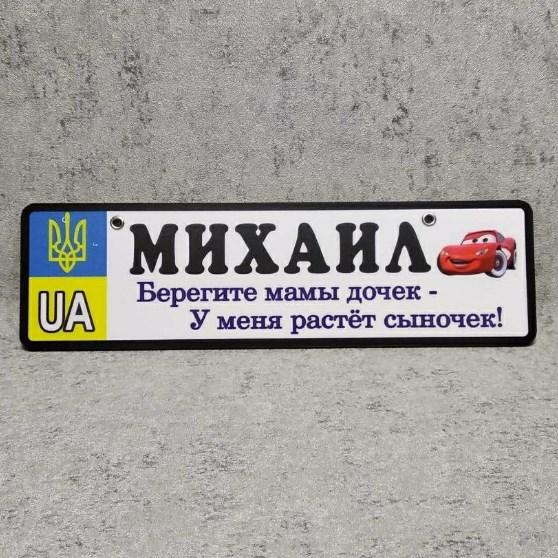 МИХАИЛ
UA
Берегите мамы дочек -
У меня растёт сыночек!